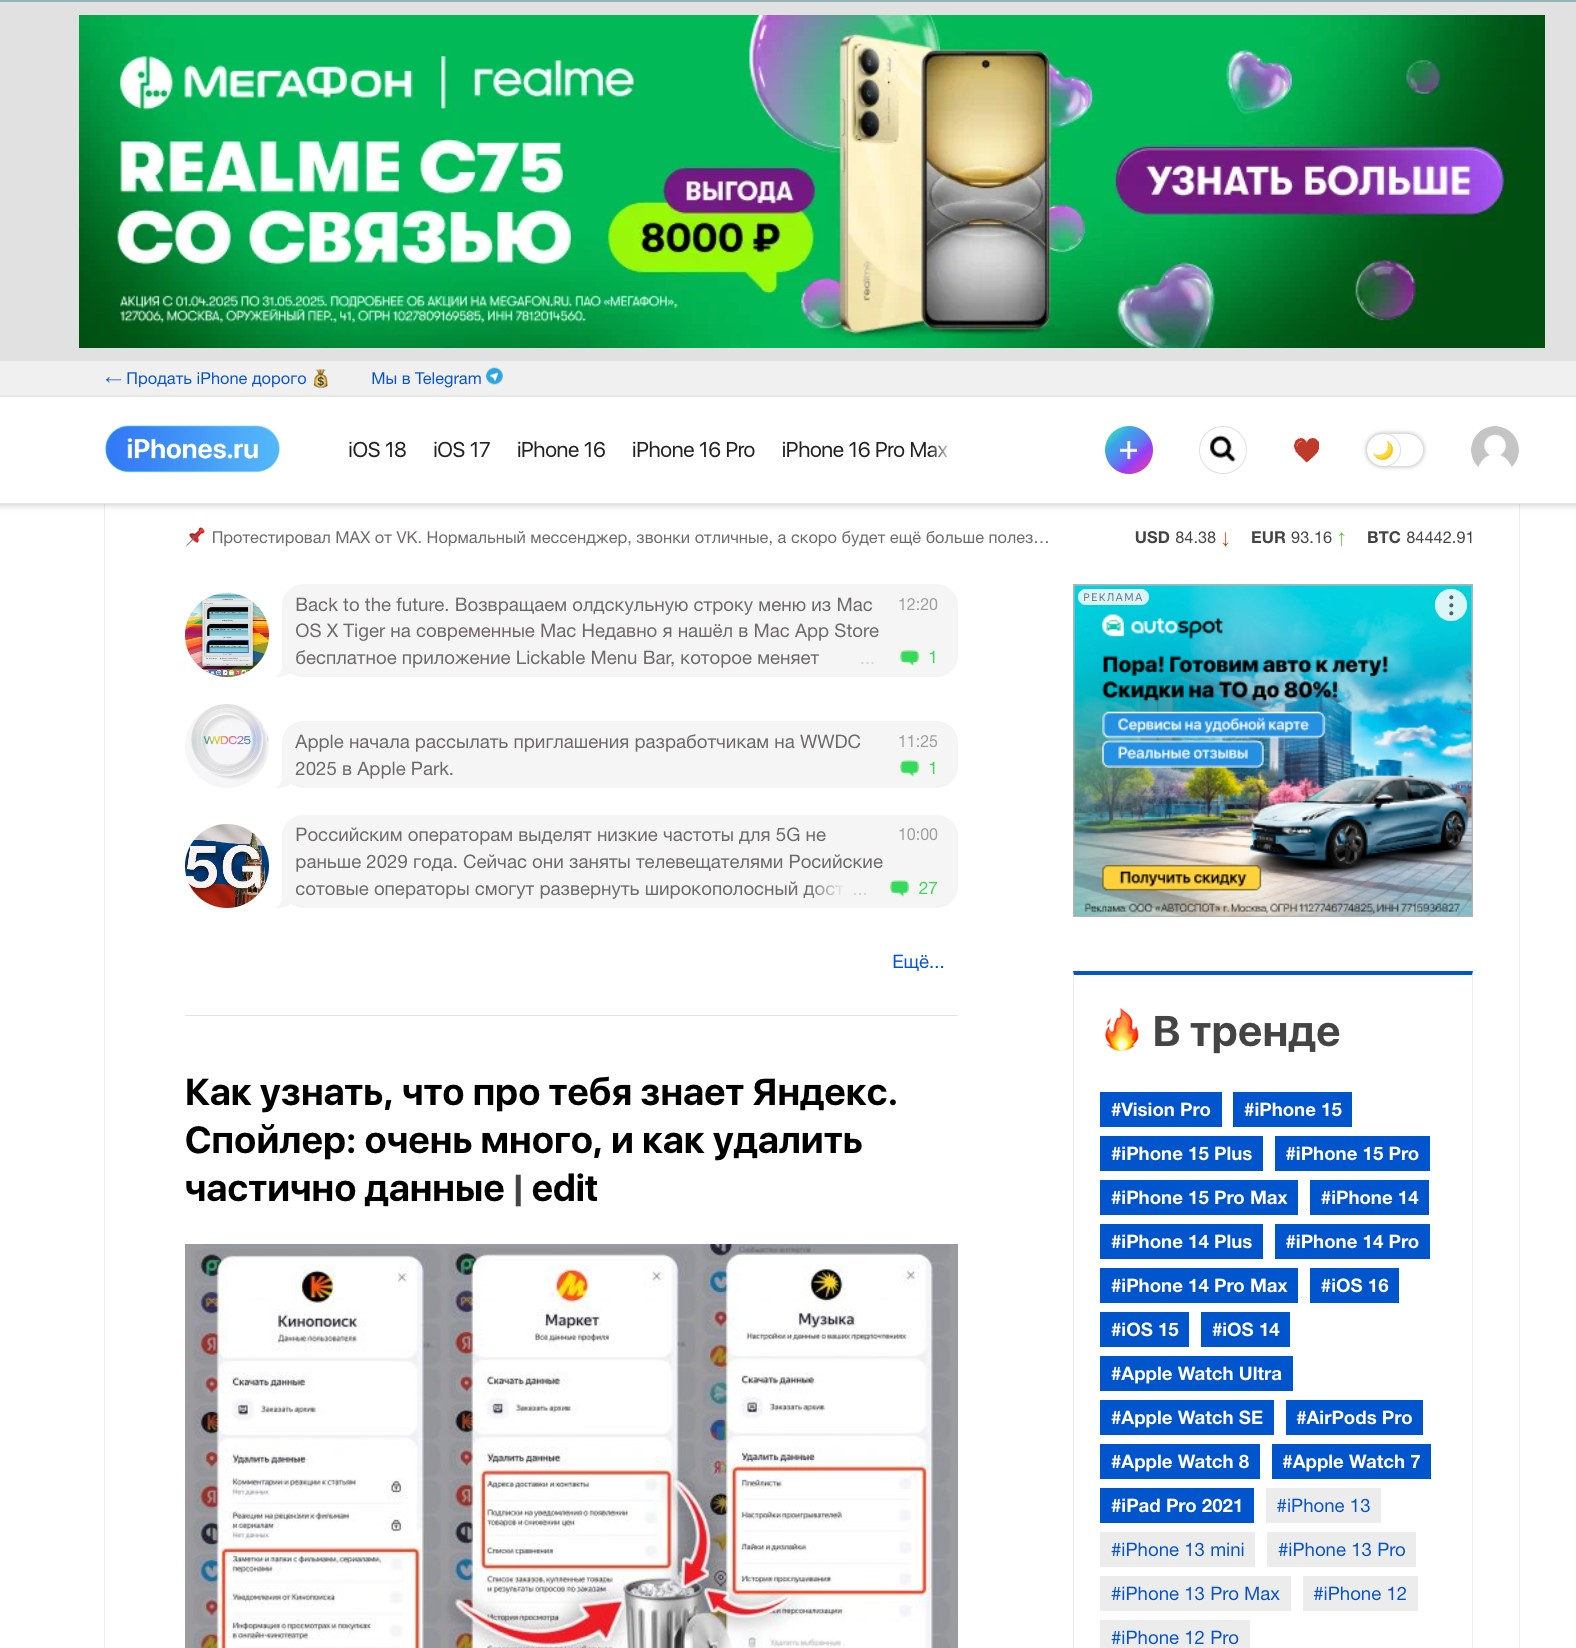 МЕГАФОН | realme
REALME C75
СО СВЯЗЬЮ
ВЫГОДА
8000 ₽
УЗНАТЬ БОЛЬШЕ
realme
АКЦИЯ С 01.04.2025 ПО 31.05.2025. ПОДРОБНЕЕ ОБ АКЦИИ НА MEGAFON.RU. ПАО «МЕГАФОН»,
127006, МОСКВА, ОРУЖЕЙНЫЙ ПЕР., 41, ОГРН 1027809169585, ИНН 7812014560.
← Продать iPhone дорого 💰 Мы в Telegram
iPhones.ru
iOS 18 iOS 17 iPhone 16 iPhone 16 Pro iPhone 16 Pro Max
Протестировал MAX от VK. Нормальный мессенджер, звонки отличные, а скоро будет ещё больше полез…
USD 84.38 ↓ EUR 93.16 ↑ BTC 84442.91
Back to the future. Возвращаем олдскульную строку меню из Mac 12:20
OS X Tiger на современные Mac Недавно я нашёл в Mac App Store
бесплатное приложение Lickable Menu Bar, которое меняет ... 1
WWDC25
Apple начала рассылать приглашения разработчикам на WWDC 11:25
2025 в Apple Park. 1
5G
Российским операторам выделят низкие частоты для 5G не 10:00
раньше 2029 года. Сейчас они заняты телевещателями Росийские
сотовые операторы смогут развернуть широкополосный дост ... 27
Ещё...
Как узнать, что про тебя знает Яндекс.
Спойлер: очень много, и как удалить
частично данные | edit
Кинопоиск
Данные пользователя
Скачать данные
Заказать архив
Удалить данные
Комментарии и реакции к статьям
Нет данных
Реакции на рецензии к фильмам
и сериалам
Нет данных
Заметки и папки с фильмами, сериалами,
персонами
Уведомления от Кинопоиска
Информация о просмотрах и покупках
в онлайн-кинотеатре
Маркет
Все данные профиля
Скачать данные
Заказать архив
Удалить данные
Адреса доставки и контакты
Подписки на уведомления о появлении
товаров и снижении цен
Списки сравнения
Список заказов, купленные товары
и результаты опросов по заказам
История просмотра
Музыка
Настройки и данные о ваших предпочтениях
Скачать данные
Заказать архив
Удалить данные
Плейлисты
Настройки проигрывателей
Лайки и дизлайки
История прослушивания
персонализации
Удалить выбранные
РЕКЛАМА
autospot
Пора! Готовим авто к лету!
Скидки на ТО до 80%!
Сервисы на удобной карте
Реальные отзывы
Получить скидку
Реклама. ООО «АВТОСПОТ» г. Москва, ОГРН 1127746774825, ИНН 7715936827
В тренде
#Vision Pro #iPhone 15
#iPhone 15 Plus #iPhone 15 Pro
#iPhone 15 Pro Max #iPhone 14
#iPhone 14 Plus #iPhone 14 Pro
#iPhone 14 Pro Max #iOS 16
#iOS 15 #iOS 14
#Apple Watch Ultra
#Apple Watch SE #AirPods Pro
#Apple Watch 8 #Apple Watch 7
#iPad Pro 2021 #iPhone 13
#iPhone 13 mini #iPhone 13 Pro
#iPhone 13 Pro Max #iPhone 12
#iPhone 12 Pro